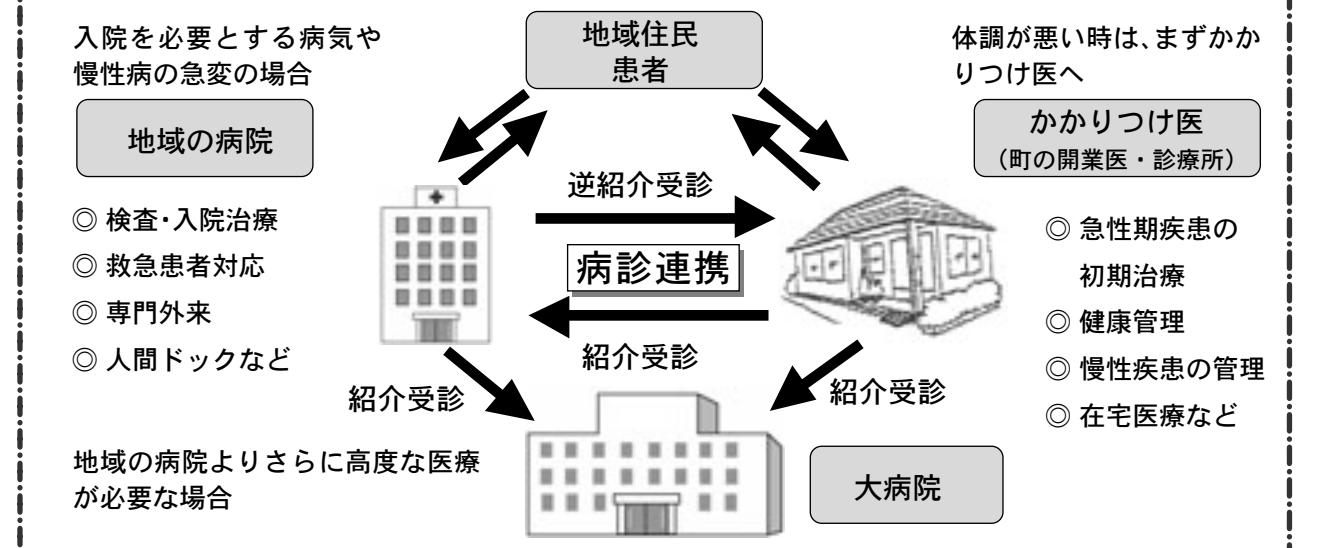 入院を必要とする病気や
慢性病の急変の場合
地域の病院
◎ 検査・入院治療
◎ 救急患者対応
◎ 専門外来
◎ 人間ドックなど
地域住民
患者
体調が悪い時は、まずかか
りつけ医へ
かかりつけ医
（町の開業医・診療所）
◎ 急性期疾患の
初期治療
◎ 健康管理
◎ 慢性疾患の管理
◎ 在宅医療など
逆紹介受診
病診連携
紹介受診
紹介受診
紹介受診
地域の病院よりさらに高度な医療
が必要な場合
大病院